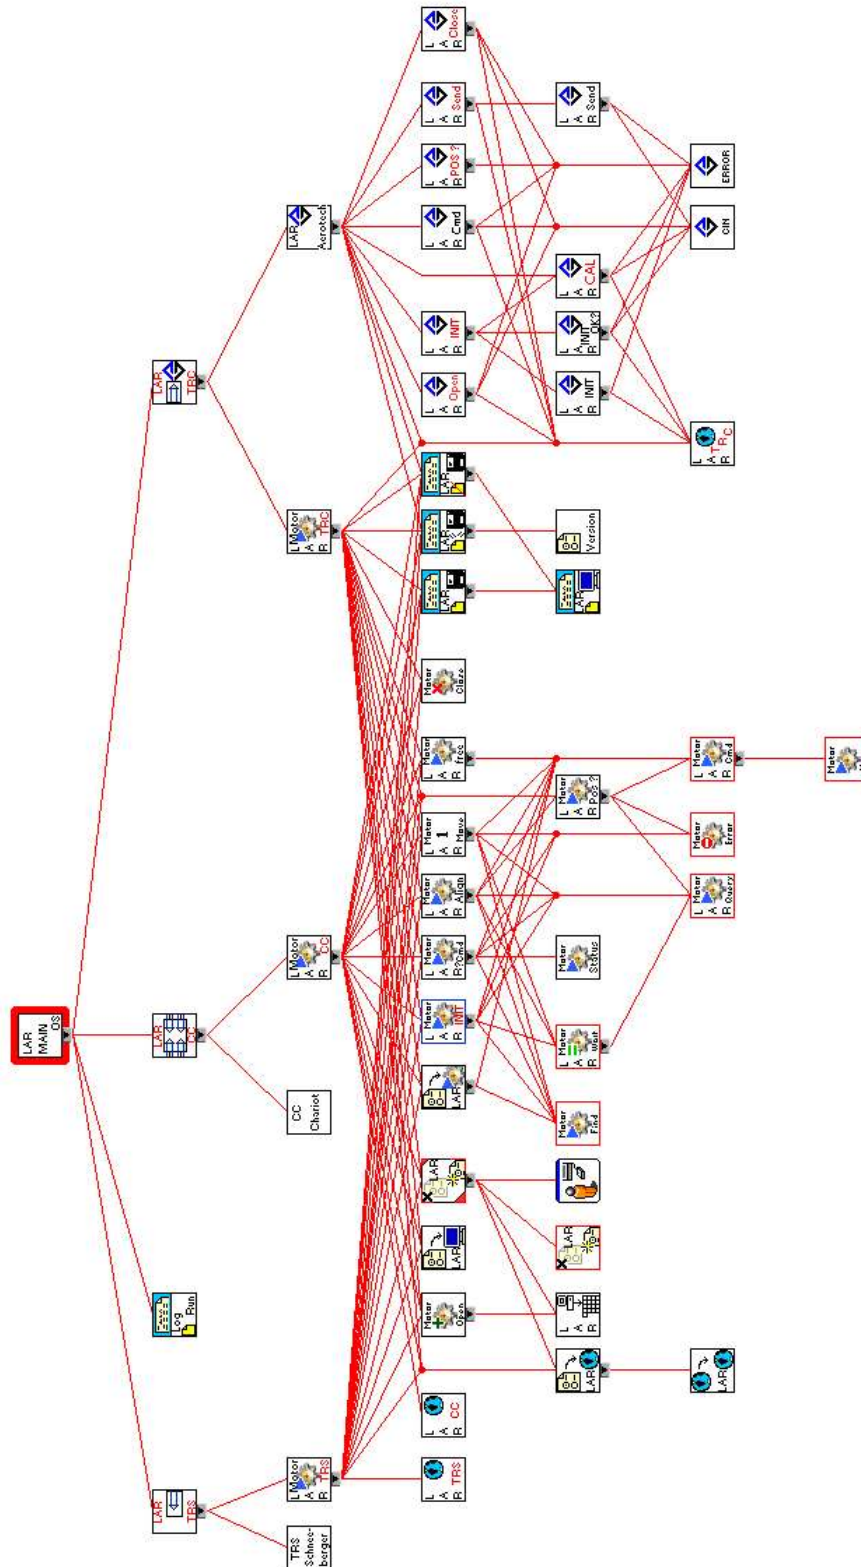 LAR
MAIN
OS
LAR
TRS
Log
Run
LAR
CC
LAR
TRC
TRS
Schnee-
berger
L Motor
A
R TRS
CC
Chariot
L Motor
A
R CC
L Motor
A
R TRC
LAR
Aerotech
L
A
R TRS
L
A
R CC
Motor
Open
LAR
LAR
LAR
L Motor
A
R INIT
L Motor
A
R ?Cmd
L Motor
A
R Align
Motor
1
Move
L Motor
A
R free
Motor
Close
LAR
LAR
LAR
L
A
R Open
L
A
R INIT
L
A
R Cmd
L
A
R POS ?
L
A
R Send
L
A
R Close
LAR
L
A
R
LAR
Motor
Find
L Motor
A
R Wait
Motor
Status
L Motor
A
R Pos ?
LAR
Version
L
A
R INIT
L
A INIT
R OK?
L
A
R CAL
L
A
R Send
LAR
L Motor
A
R Query
Motor
Error
L Motor
A
R Cmd
L
A TR
R C
CIN
ERROR
Motor